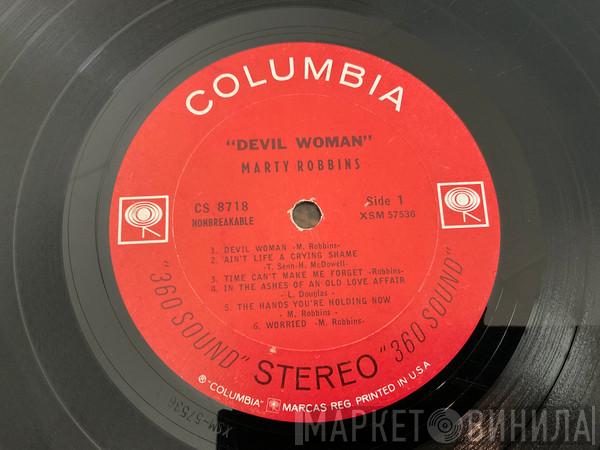 COLUMBIA
"DEVIL WOMAN"
MARTY ROBBINS
CS 8718
NONBREAKABLE
Side 1
XSM 57536
1. DEVIL WOMAN -M. Robbins-
2. AIN'T LIFE A CRYING SHAME
-T. Senn-H. McDowell-
3. TIME CAN'T MAKE ME FORGET -Robbins-
4. IN THE ASHES OF AN OLD LOVE AFFAIR
-L. Douglas -
5. THE HANDS YOU'RE HOLDING NOW
- M. Robbins -
6. WORRIED -M. Robbins-
"360 SOUND" STEREO "360 SOUND"
® "COLUMBIA" MARCAS REG. PRINTED IN U.S.A.
XSM-57536
МАРКЕТ ВИНИЛА